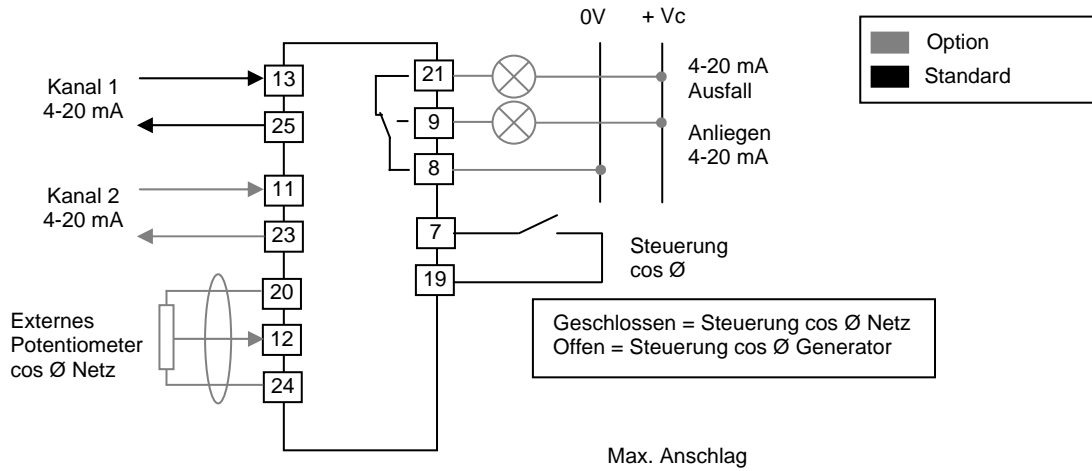 0V
+ Vc
Option
Standard
Kanal 1
4-20 mA
13
25
21
9
8
4-20 mA
Ausfall
Anliegen
4-20 mA
Kanal 2
4-20 mA
11
23
7
19
Steuerung
cos Ø
Externes
Potentiometer
cos Ø Netz
20
12
24
Geschlossen = Steuerung cos Ø Netz
Offen = Steuerung cos Ø Generator
Max. Anschlag